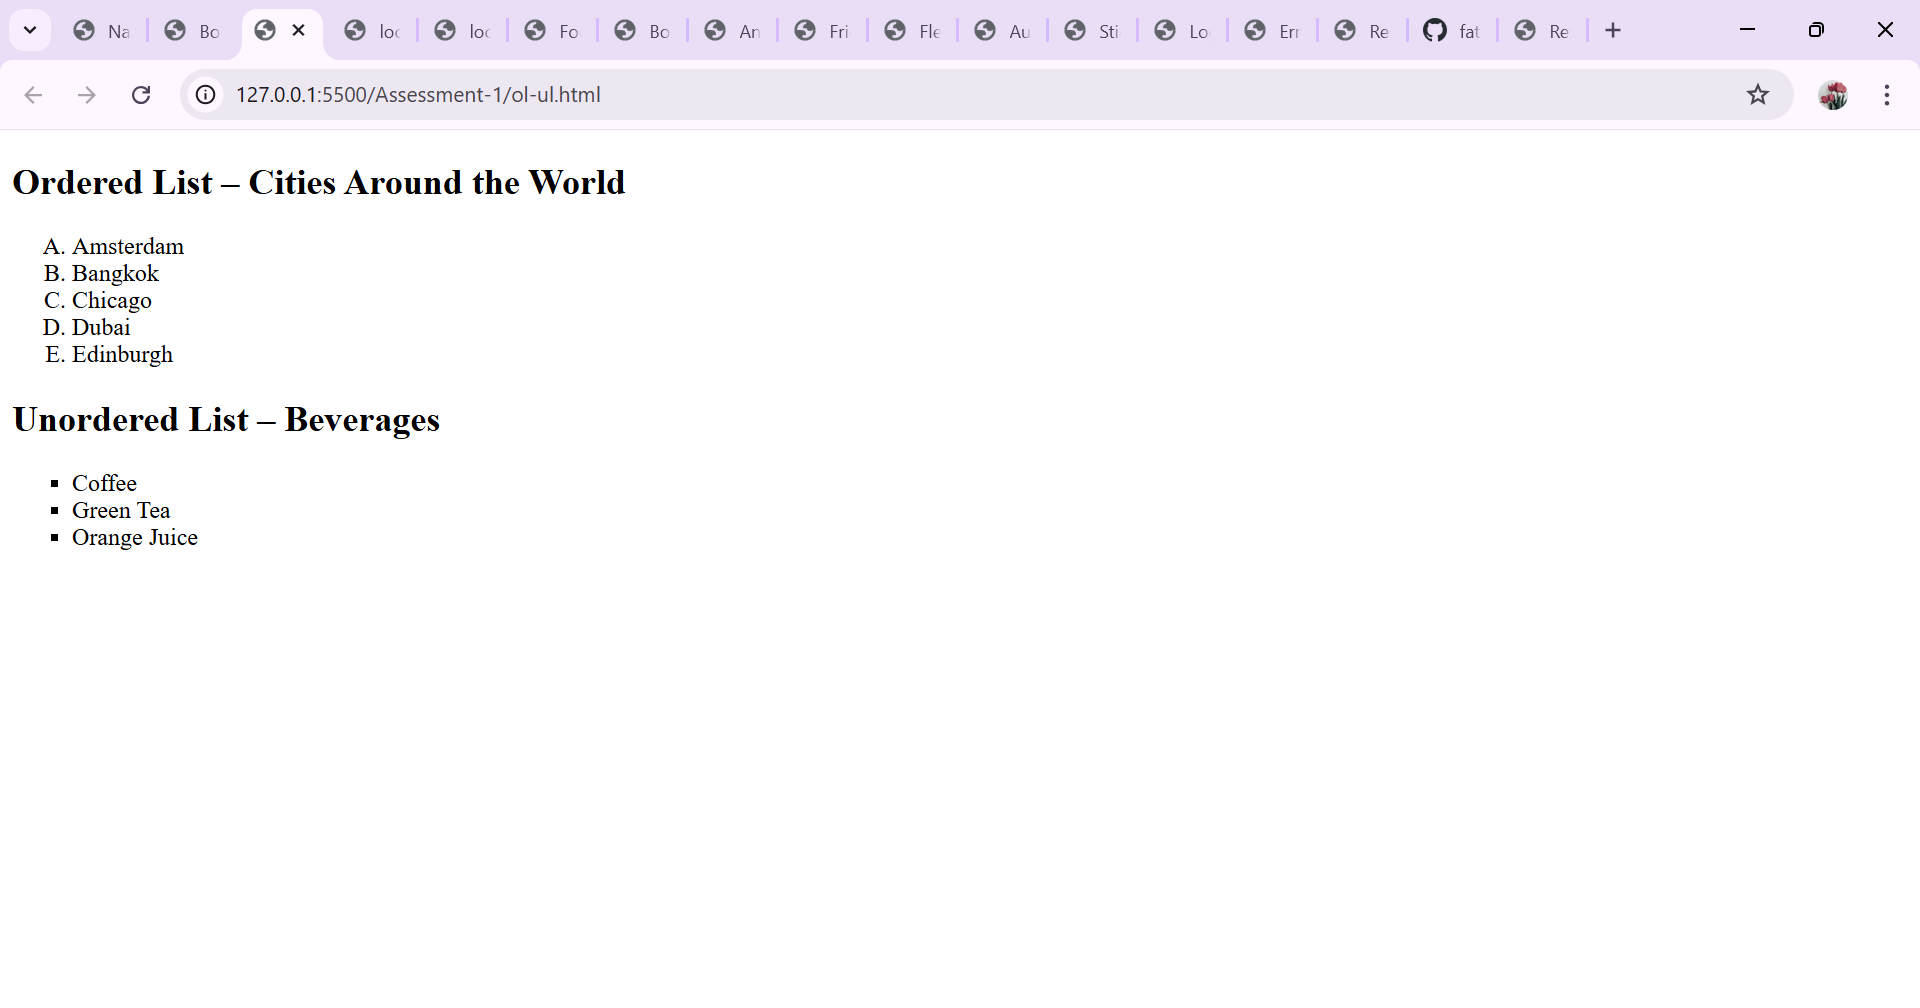 Na
Bo
loc
loc
Fo
Bo
An
Fri
Fle
Au
Sti
Lo
Err
Re
fat
Re
127.0.0.1:5500/Assessment-1/ol-ul.html
Ordered List – Cities Around the World
A. Amsterdam
B. Bangkok
C. Chicago
D. Dubai
E. Edinburgh
Unordered List – Beverages
▪ Coffee
▪ Green Tea
▪ Orange Juice